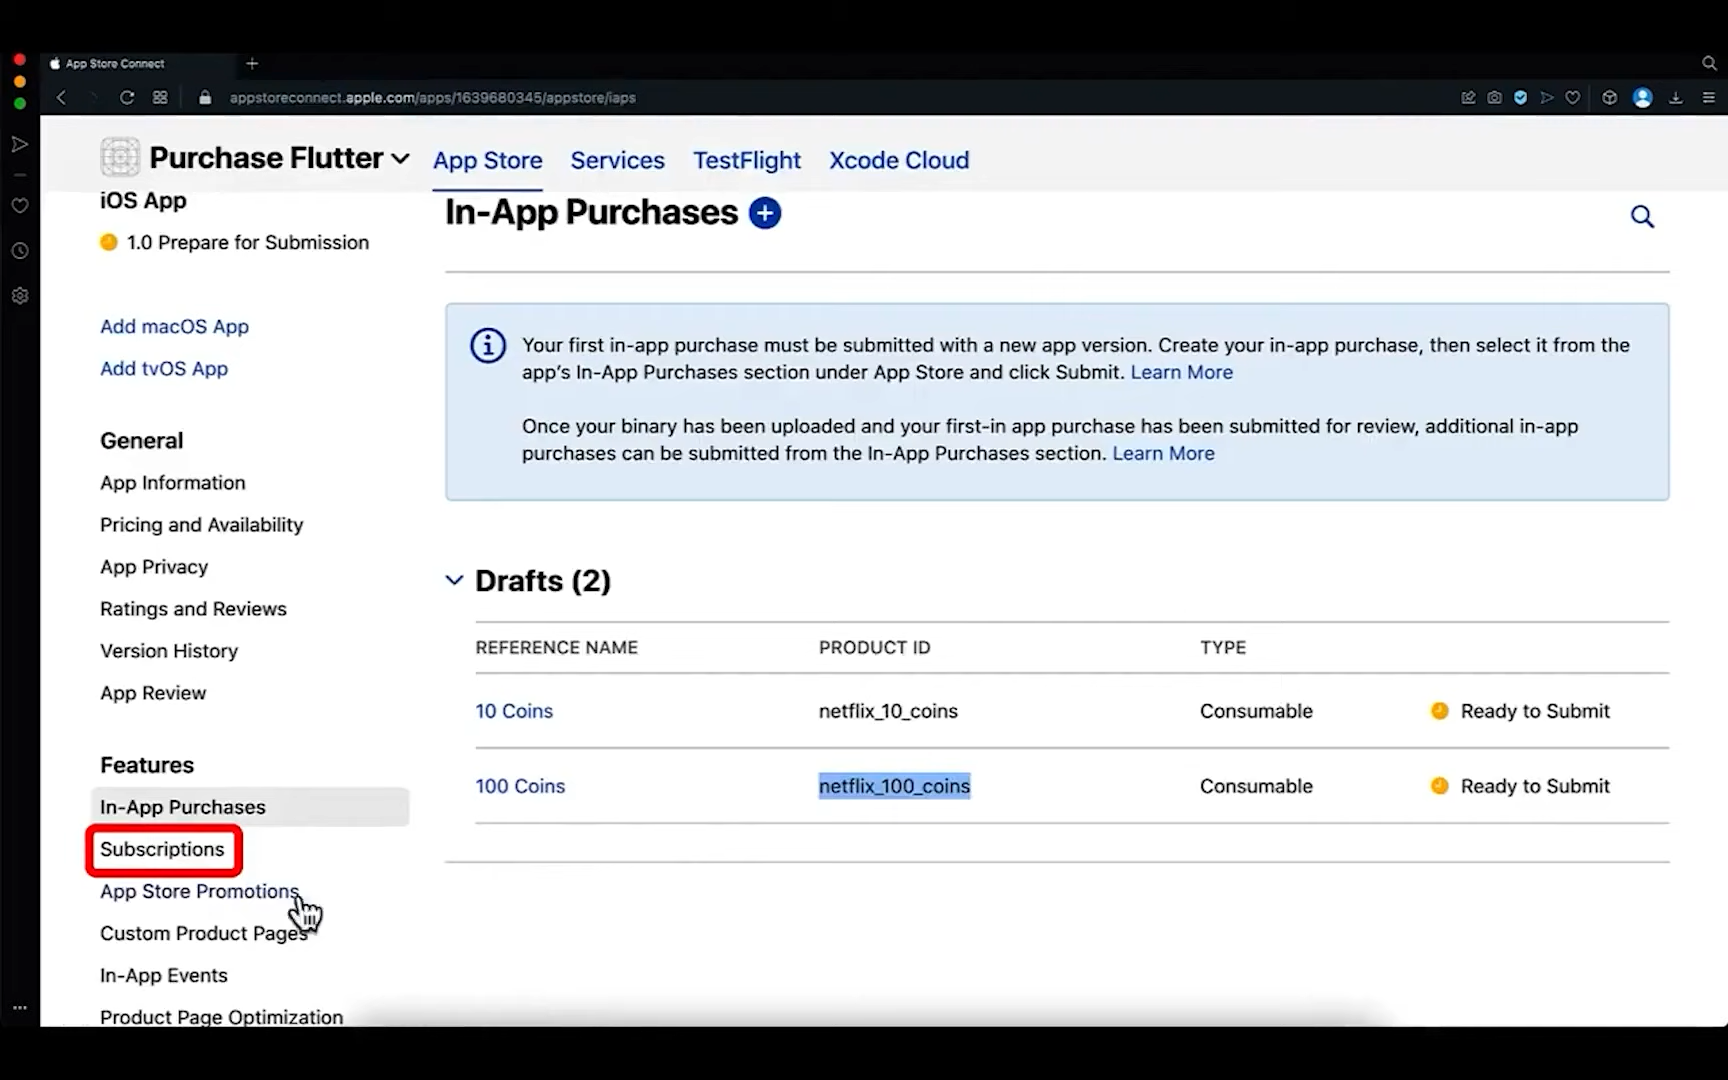 App Store Connect
appstoreconnect.apple.com/apps/1639680345/appstore/iaps
Purchase Flutter
App Store
Services
TestFlight
Xcode Cloud
iOS App
1.0 Prepare for Submission
Add macOS App
Add tvOS App
General
App Information
Pricing and Availability
App Privacy
Ratings and Reviews
Version History
App Review
Features
In-App Purchases
Subscriptions
App Store Promotions
Custom Product Pages
In-App Events
Product Page Optimization
In-App Purchases
Your first in-app purchase must be submitted with a new app version. Create your in-app purchase, then select it from the
app's In-App Purchases section under App Store and click Submit. Learn More
Once your binary has been uploaded and your first-in app purchase has been submitted for review, additional in-app
purchases can be submitted from the In-App Purchases section. Learn More
Drafts (2)
REFERENCE NAME PRODUCT ID TYPE
10 Coins netflix_10_coins Consumable Ready to Submit
100 Coins netflix_100_coins Consumable Ready to Submit